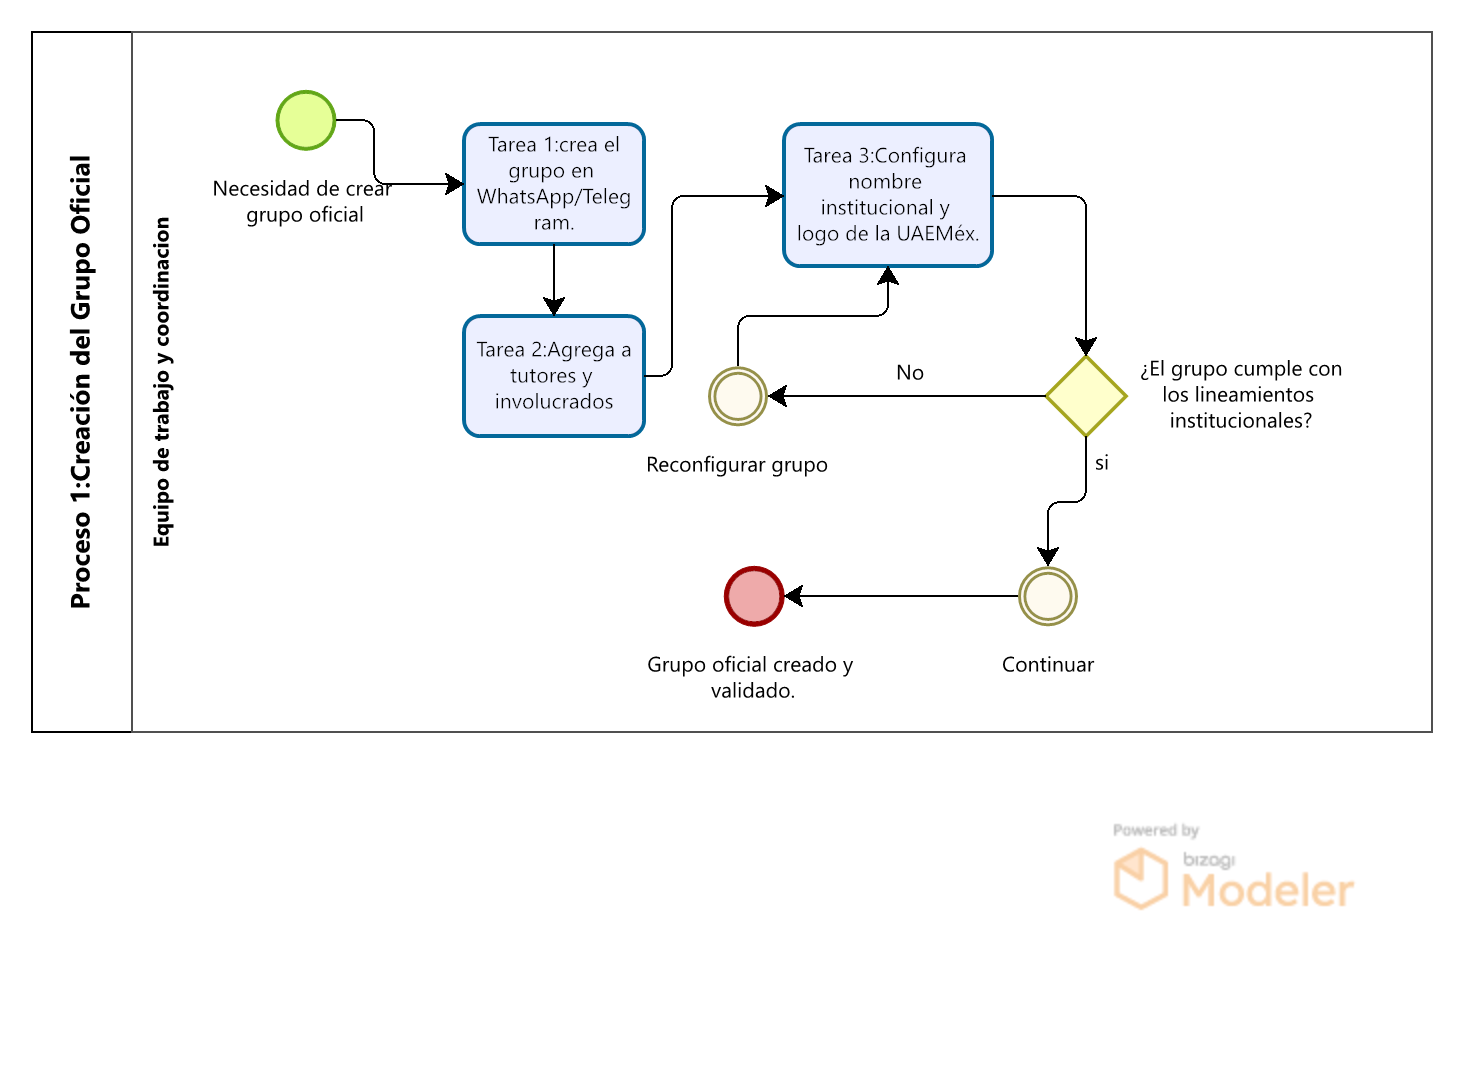 Proceso 1:Creación del Grupo Oficial
Equipo de trabajo y coordinacion
Necesidad de crear
grupo oficial
Tarea 1:crea el
grupo en
WhatsApp/Teleg
ram.
Tarea 2:Agrega a
tutores y
involucrados
Tarea 3:Configura
nombre
institucional y
logo de la UAEMéx.
¿El grupo cumple con
los lineamientos
institucionales?
No
Reconfigurar grupo
si
Continuar
Grupo oficial creado y
validado.
Powered by
bizagi
Modeler